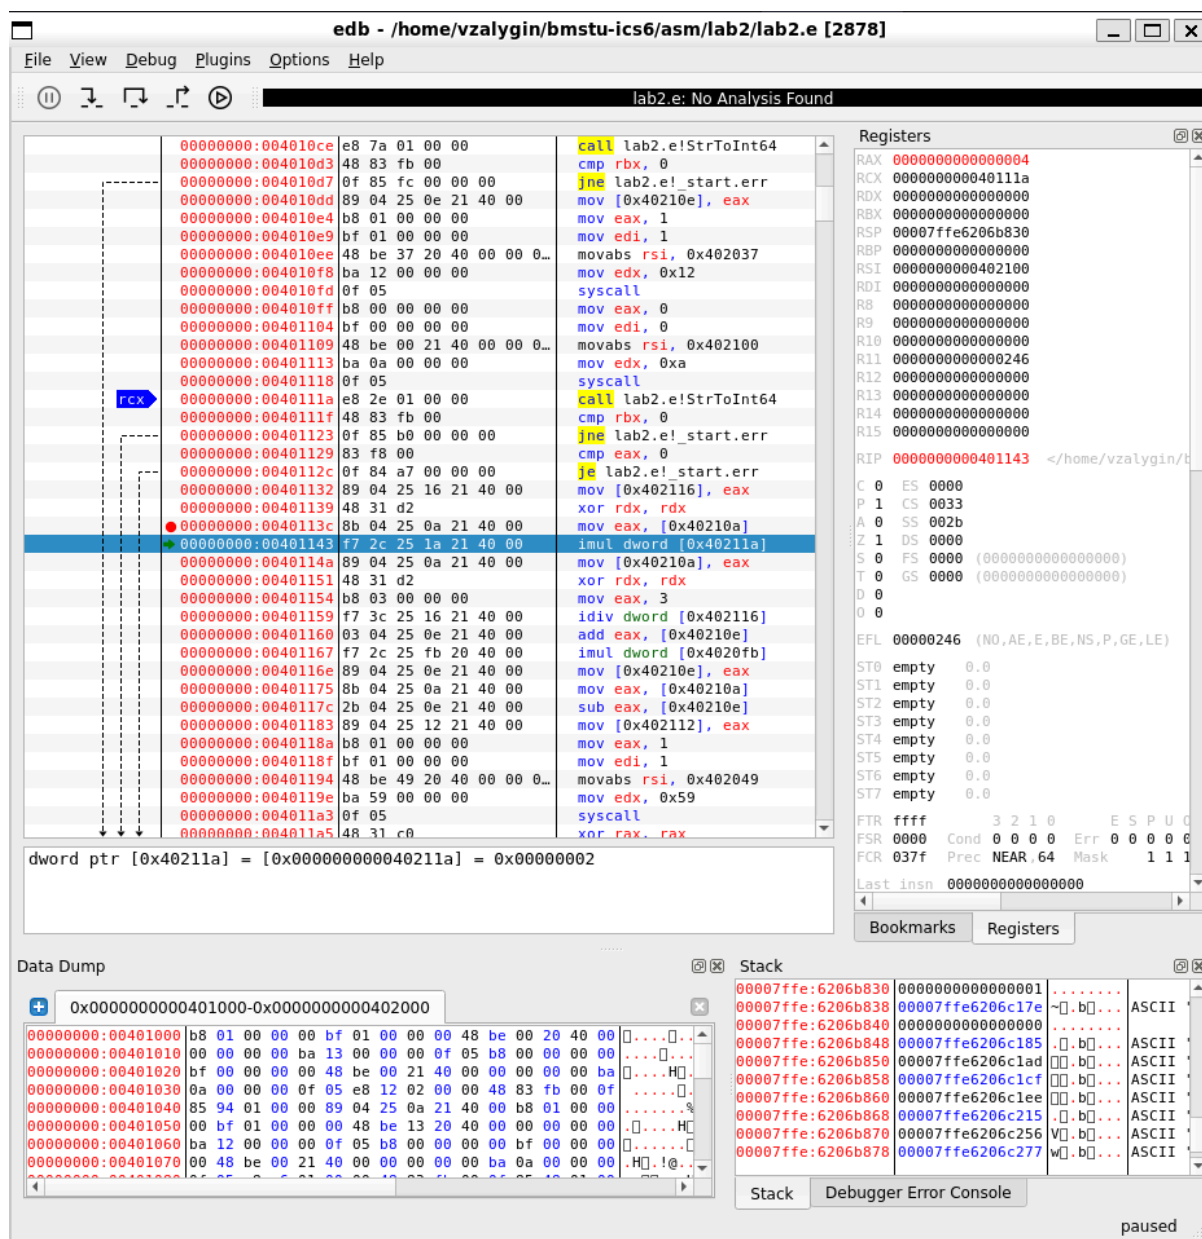 edb - /home/vzalygin/bmstu-ics6/asm/lab2/lab2.e [2878]
File View Debug Plugins Options Help
lab2.e: No Analysis Found
00000000:004010ce e8 7a 01 00 00 call lab2.e!StrToInt64
00000000:004010d3 48 83 fb 00 cmp rbx, 0
00000000:004010d7 0f 85 fc 00 00 00 jne lab2.e!_start.err
00000000:004010dd 89 04 25 0e 21 40 00 mov [0x40210e], eax
00000000:004010e4 b8 01 00 00 00 mov eax, 1
00000000:004010e9 bf 01 00 00 00 mov edi, 1
00000000:004010ee 48 be 37 20 40 00 00 0… movabs rsi, 0x402037
00000000:004010f8 ba 12 00 00 00 mov edx, 0x12
00000000:004010fd 0f 05 syscall
00000000:004010ff b8 00 00 00 00 mov eax, 0
00000000:00401104 bf 00 00 00 00 mov edi, 0
00000000:00401109 48 be 00 21 40 00 00 0… movabs rsi, 0x402100
00000000:00401113 ba 0a 00 00 00 mov edx, 0xa
00000000:00401118 0f 05 syscall
rcx 00000000:0040111a e8 2e 01 00 00 call lab2.e!StrToInt64
00000000:0040111f 48 83 fb 00 cmp rbx, 0
00000000:00401123 0f 85 b0 00 00 00 jne lab2.e!_start.err
00000000:00401129 83 f8 00 cmp eax, 0
00000000:0040112c 0f 84 a7 00 00 00 je lab2.e!_start.err
00000000:00401132 89 04 25 16 21 40 00 mov [0x402116], eax
00000000:00401139 48 31 d2 xor rdx, rdx
00000000:0040113c 8b 04 25 0a 21 40 00 mov eax, [0x40210a]
00000000:00401143 f7 2c 25 1a 21 40 00 imul dword [0x40211a]
00000000:0040114a 89 04 25 0a 21 40 00 mov [0x40210a], eax
00000000:00401151 48 31 d2 xor rdx, rdx
00000000:00401154 b8 03 00 00 00 mov eax, 3
00000000:00401159 f7 3c 25 16 21 40 00 idiv dword [0x402116]
00000000:00401160 03 04 25 0e 21 40 00 add eax, [0x40210e]
00000000:00401167 f7 2c 25 fb 20 40 00 imul dword [0x4020fb]
00000000:0040116e 89 04 25 0e 21 40 00 mov [0x40210e], eax
00000000:00401175 8b 04 25 0a 21 40 00 mov eax, [0x40210a]
00000000:0040117c 2b 04 25 0e 21 40 00 sub eax, [0x40210e]
00000000:00401183 89 04 25 12 21 40 00 mov [0x402112], eax
00000000:0040118a b8 01 00 00 00 mov eax, 1
00000000:0040118f bf 01 00 00 00 mov edi, 1
00000000:00401194 48 be 49 20 40 00 00 0… movabs rsi, 0x402049
00000000:0040119e ba 59 00 00 00 mov edx, 0x59
00000000:004011a3 0f 05 syscall
00000000:004011a5 48 31 c0 xor rax, rax
dword ptr [0x40211a] = [0x000000000040211a] = 0x00000002
Registers
RAX 0000000000000004
RCX 000000000040111a
RDX 0000000000000000
RBX 0000000000000000
RSP 00007ffe6206b830
RBP 0000000000000000
RSI 0000000000402100
RDI 0000000000000000
R8 0000000000000000
R9 0000000000000000
R10 0000000000000000
R11 0000000000000246
R12 0000000000000000
R13 0000000000000000
R14 0000000000000000
R15 0000000000000000
RIP 0000000000401143 </home/vzalygin/b
C 0 ES 0000
P 1 CS 0033
A 0 SS 002b
Z 1 DS 0000
S 0 FS 0000 (0000000000000000)
T 0 GS 0000 (0000000000000000)
D 0
O 0
EFL 00000246 (NO,AE,E,BE,NS,P,GE,LE)
ST0 empty 0.0
ST1 empty 0.0
ST2 empty 0.0
ST3 empty 0.0
ST4 empty 0.0
ST5 empty 0.0
ST6 empty 0.0
ST7 empty 0.0
FTR ffff 3 2 1 0 E S P U O
FSR 0000 Cond 0 0 0 0 Err 0 0 0 0 0
FCR 037f Prec NEAR,64 Mask 1 1 1
Last insn 0000000000000000
Bookmarks Registers
Data Dump
0x0000000000401000-0x0000000000402000
00000000:00401000 b8 01 00 00 00 bf 01 00 00 00 48 be 00 20 40 00
00000000:00401010 00 00 00 00 ba 13 00 00 00 0f 05 b8 00 00 00 00
00000000:00401020 bf 00 00 00 00 48 be 00 21 40 00 00 00 00 00 ba
00000000:00401030 0a 00 00 00 0f 05 e8 12 02 00 00 48 83 fb 00 0f
00000000:00401040 85 94 01 00 00 89 04 25 0a 21 40 00 b8 01 00 00
00000000:00401050 00 bf 01 00 00 00 48 be 13 20 40 00 00 00 00 00
00000000:00401060 ba 12 00 00 00 0f 05 b8 00 00 00 00 bf 00 00 00
00000000:00401070 00 48 be 00 21 40 00 00 00 00 00 ba 0a 00 00 00
Stack
00007ffe:6206b830 0000000000000001 ........
00007ffe:6206b838 00007ffe6206c17e ASCII
00007ffe:6206b840 0000000000000000 ........
00007ffe:6206b848 00007ffe6206c185 ASCII
00007ffe:6206b850 00007ffe6206c1ad ASCII
00007ffe:6206b858 00007ffe6206c1cf ASCII
00007ffe:6206b860 00007ffe6206c1ee ASCII
00007ffe:6206b868 00007ffe6206c215 ASCII
00007ffe:6206b870 00007ffe6206c256 ASCII
00007ffe:6206b878 00007ffe6206c277 ASCII
Stack Debugger Error Console
paused